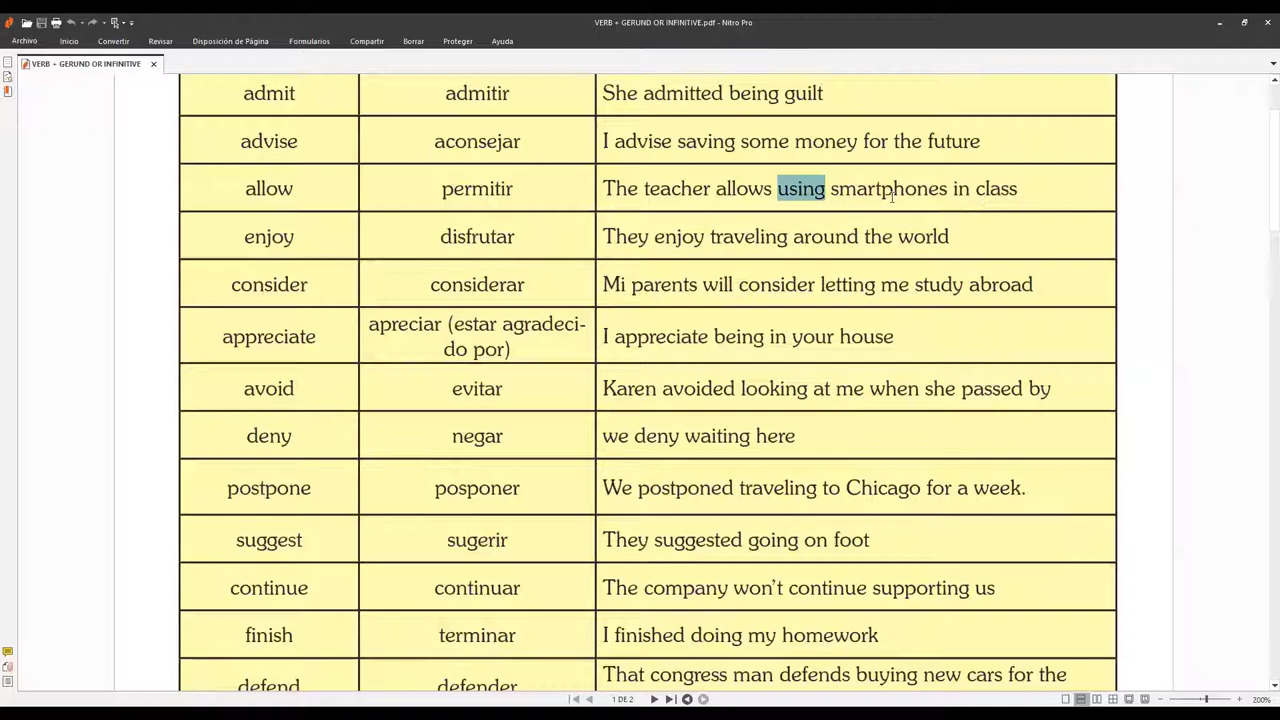 VERB + GERUND OR INFINITIVE.pdf - Nitro Pro
Archivo Inicio Convertir Revisar Disposición de Página Formularios Compartir Borrar Proteger Ayuda
VERB + GERUND OR INFINITIVE
admit admitir She admitted being guilt
advise aconsejar I advise saving some money for the future
allow permitir The teacher allows using smartphones in class
enjoy disfrutar They enjoy traveling around the world
consider considerar Mi parents will consider letting me study abroad
appreciate apreciar (estar agradeci-
do por) I appreciate being in your house
avoid evitar Karen avoided looking at me when she passed by
deny negar we deny waiting here
postpone posponer We postponed traveling to Chicago for a week.
suggest sugerir They suggested going on foot
continue continuar The company won't continue supporting us
finish terminar I finished doing my homework
defend defender That congress man defends buying new cars for the
1 DE 2
200%